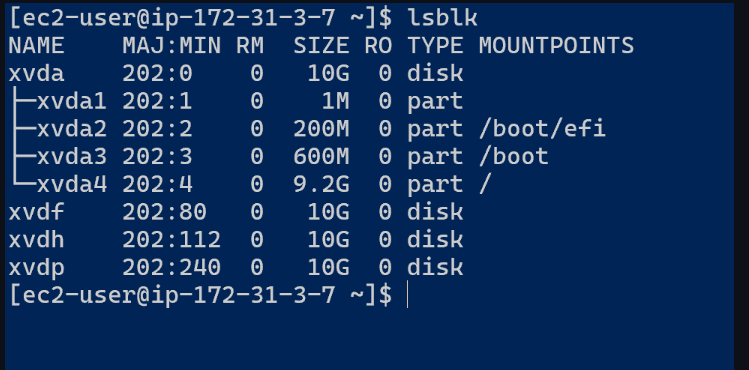 [ec2-user@ip-172-31-3-7 ~]$ lsblk
NAME    MAJ:MIN RM  SIZE RO TYPE MOUNTPOINTS
xvda    202:0    0   10G  0 disk
├─xvda1 202:1    0    1M  0 part
├─xvda2 202:2    0  200M  0 part /boot/efi
├─xvda3 202:3    0  600M  0 part /boot
└─xvda4 202:4    0  9.2G  0 part /
xvdf    202:80   0   10G  0 disk
xvdh    202:112  0   10G  0 disk
xvdp    202:240  0   10G  0 disk
[ec2-user@ip-172-31-3-7 ~]$